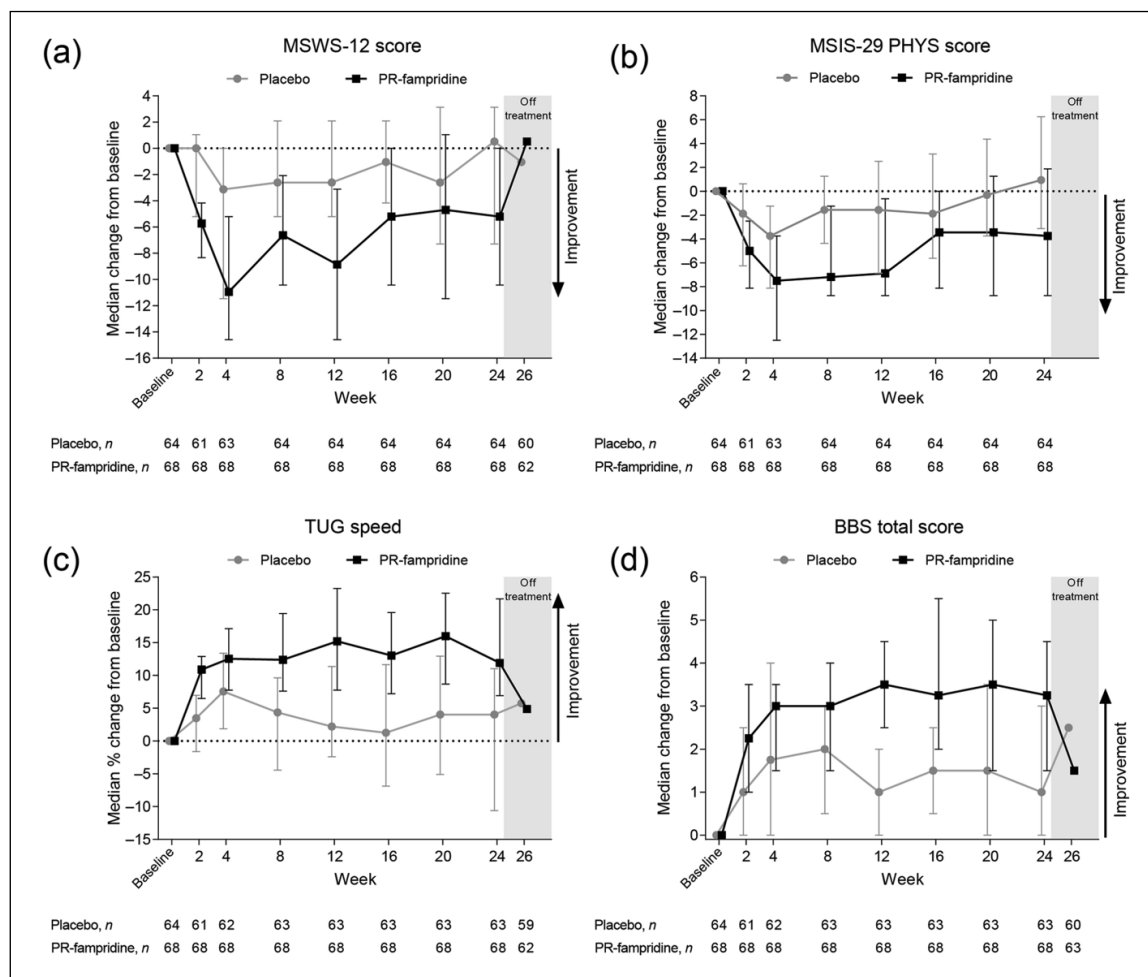 (a)
MSWS-12 score
Placebo PR-fampridine
Off
treatment
Median change from baseline
4
2
0
–2
–4
–6
–8
–10
–12
–14
–16
Improvement
Baseline 2 4 8 12 16 20 24 26
Week
Placebo, n 64 61 63 64 64 64 64 64 60
PR-fampridine, n 68 68 68 68 68 68 68 68 62
(b)
MSIS-29 PHYS score
Placebo PR-fampridine
Off
treatment
Median change from baseline
8
6
4
2
0
–2
–4
–6
–8
–10
–12
–14
Improvement
Baseline 2 4 8 12 16 20 24
Week
Placebo, n 64 61 63 64 64 64 64 64
PR-fampridine, n 68 68 68 68 68 68 68 68
(c)
TUG speed
Placebo PR-fampridine
Off
treatment
Median % change from baseline
25
20
15
10
5
0
–5
–10
–15
Improvement
Baseline 2 4 8 12 16 20 24 26
Week
Placebo, n 64 61 62 63 63 63 63 63 59
PR-fampridine, n 68 68 68 68 68 68 68 68 62
(d)
BBS total score
Placebo PR-fampridine
Off
treatment
Median change from baseline
6
5
4
3
2
1
0
Improvement
Baseline 2 4 8 12 16 20 24 26
Week
Placebo, n 64 61 62 63 63 63 63 63 60
PR-fampridine, n 68 68 68 68 68 68 68 68 63